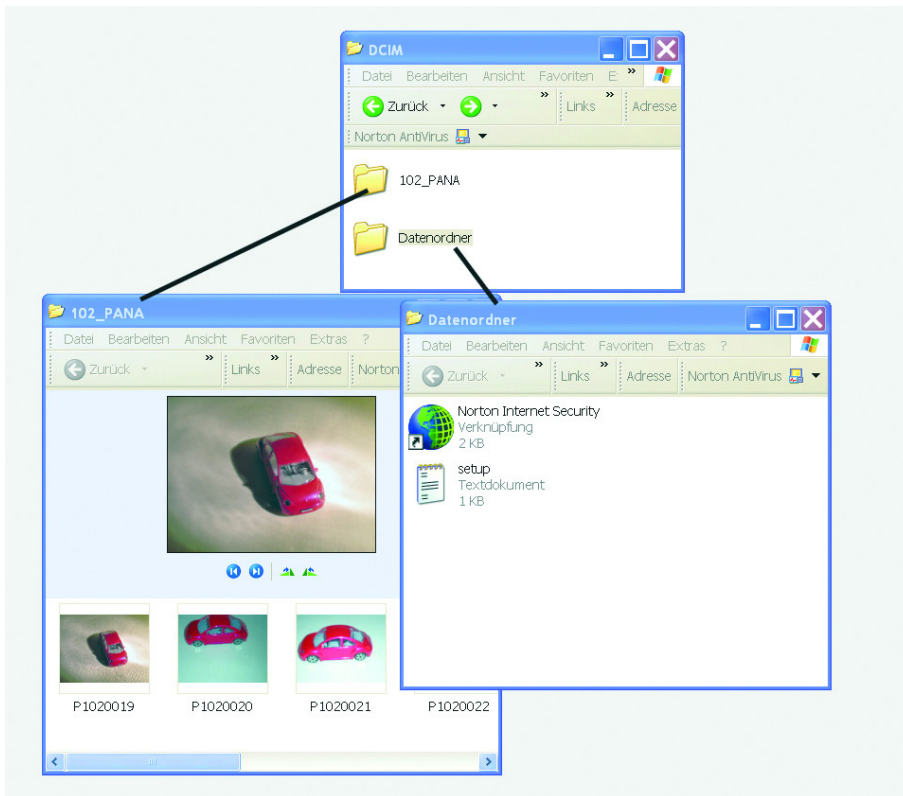 DCIM
Datei Bearbeiten Ansicht Favoriten E »
Zurück » Links » Adresse
Norton AntiVirus
102_PANA
Datenordner
102_PANA
Datei Bearbeiten Ansicht Favoriten Extras ?
Zurück » Links » Adresse Norton
P1020019 P1020020 P1020021 P1020022
Datenordner
Datei Bearbeiten Ansicht Favoriten Extras ?
Zurück » Links » Adresse Norton AntiVirus
Norton Internet Security
Verknüpfung
2 KB
setup
Textdokument
1 KB